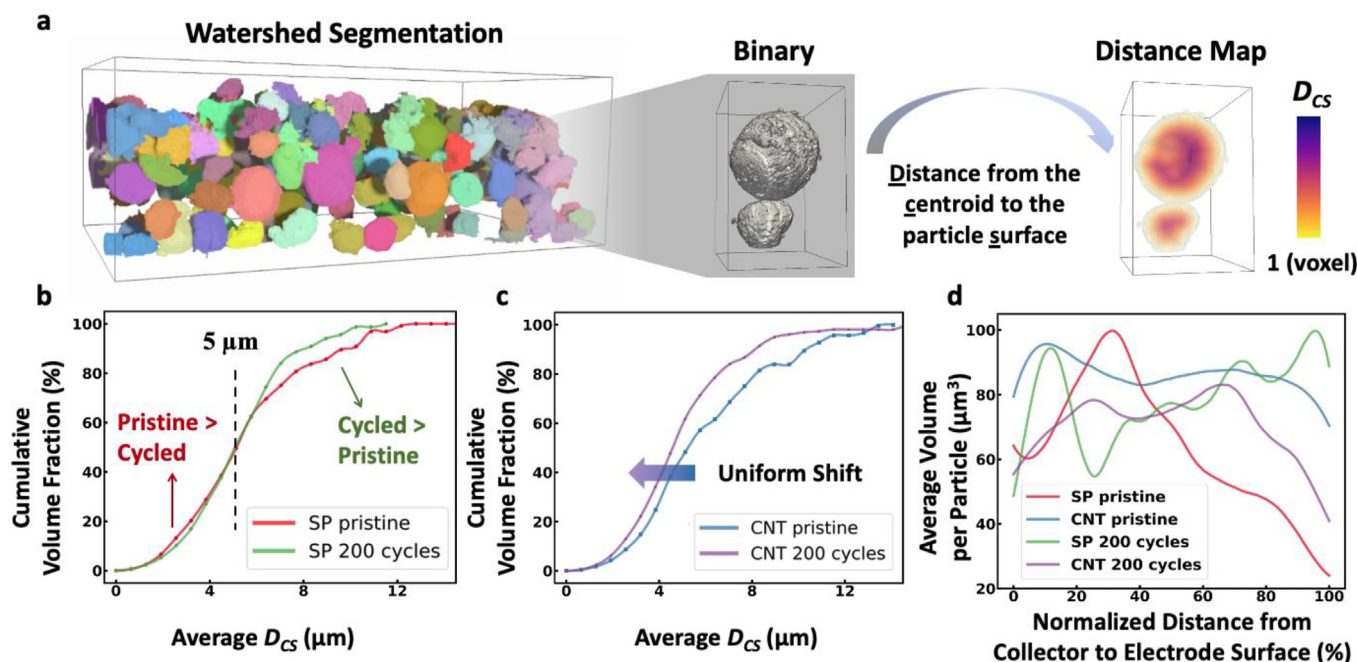 a
Watershed Segmentation
Binary
Distance Map
D_CS
Distance from the
centroid to the
particle surface
1 (voxel)
b
100
80
60
40
20
0
0
4
8
12
5 μm
Pristine >
Cycled
Cycled >
Pristine
SP pristine
SP 200 cycles
Cumulative
Volume Fraction (%)
Average D_CS (μm)
c
100
80
60
40
20
0
0
4
8
12
Uniform Shift
CNT pristine
CNT 200 cycles
Cumulative
Volume Fraction (%)
Average D_CS (μm)
d
100
80
60
40
20
0
20
40
60
80
100
SP pristine
CNT pristine
SP 200 cycles
CNT 200 cycles
Average Volume
per Particle (μm³)
Normalized Distance from
Collector to Electrode Surface (%)